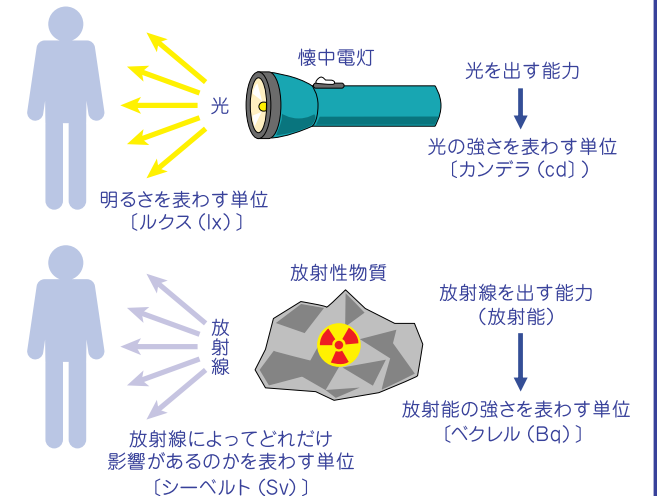 懐中電灯
光
光を出す能力
光の強さを表わす単位
〔カンデラ（cd〕）
明るさを表わす単位
〔ルクス（lx）〕
放射性物質
放射線
放射線を出す能力
（放射能）
放射能の強さを表わす単位
〔ベクレル（Bq）〕
放射線によってどれだけ
影響があるのかを表わす単位
〔シーベルト（Sv）〕